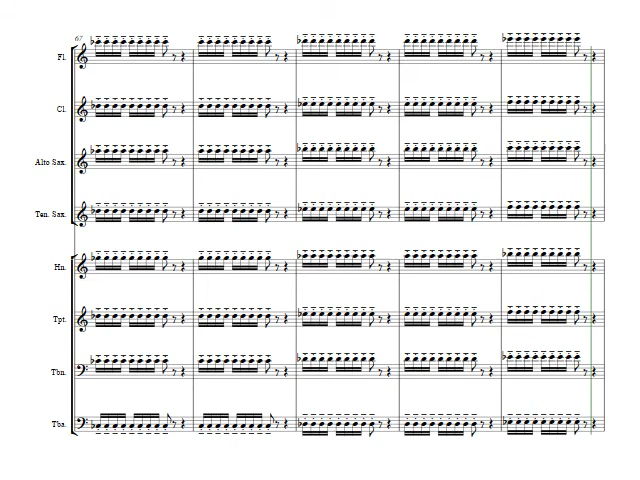 67
Fl.
Cl.
Alto Sax.
Ten. Sax.
Hn.
Tpt.
Tbn.
Tba.